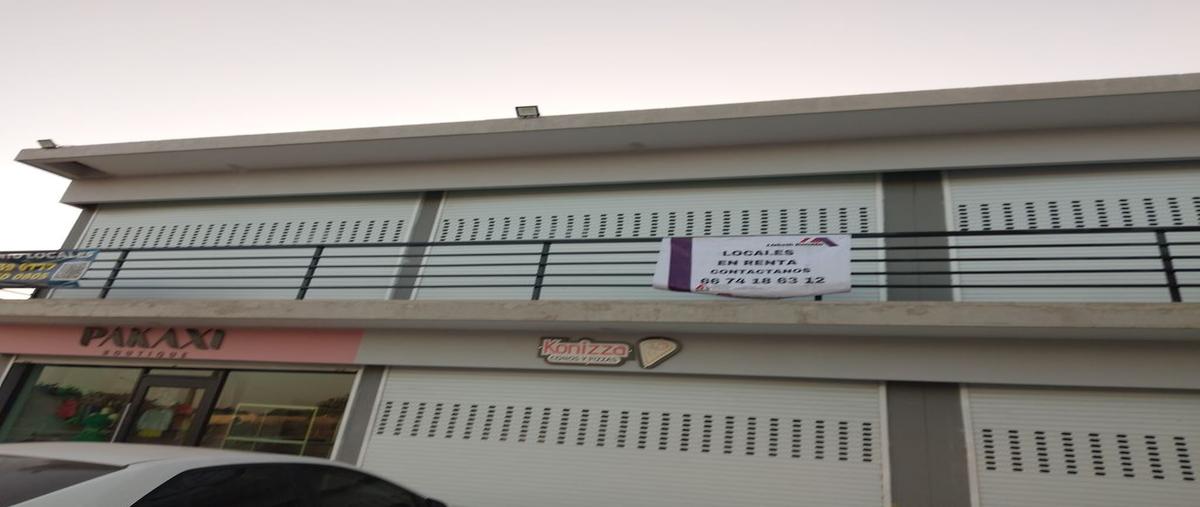 LOCALES
EN RENTA
CONTACTANOS
66 74 18 63 12
LOCALES
PAKAXI
BOUTIQUE
Konizza
CONOS Y PIZZAS